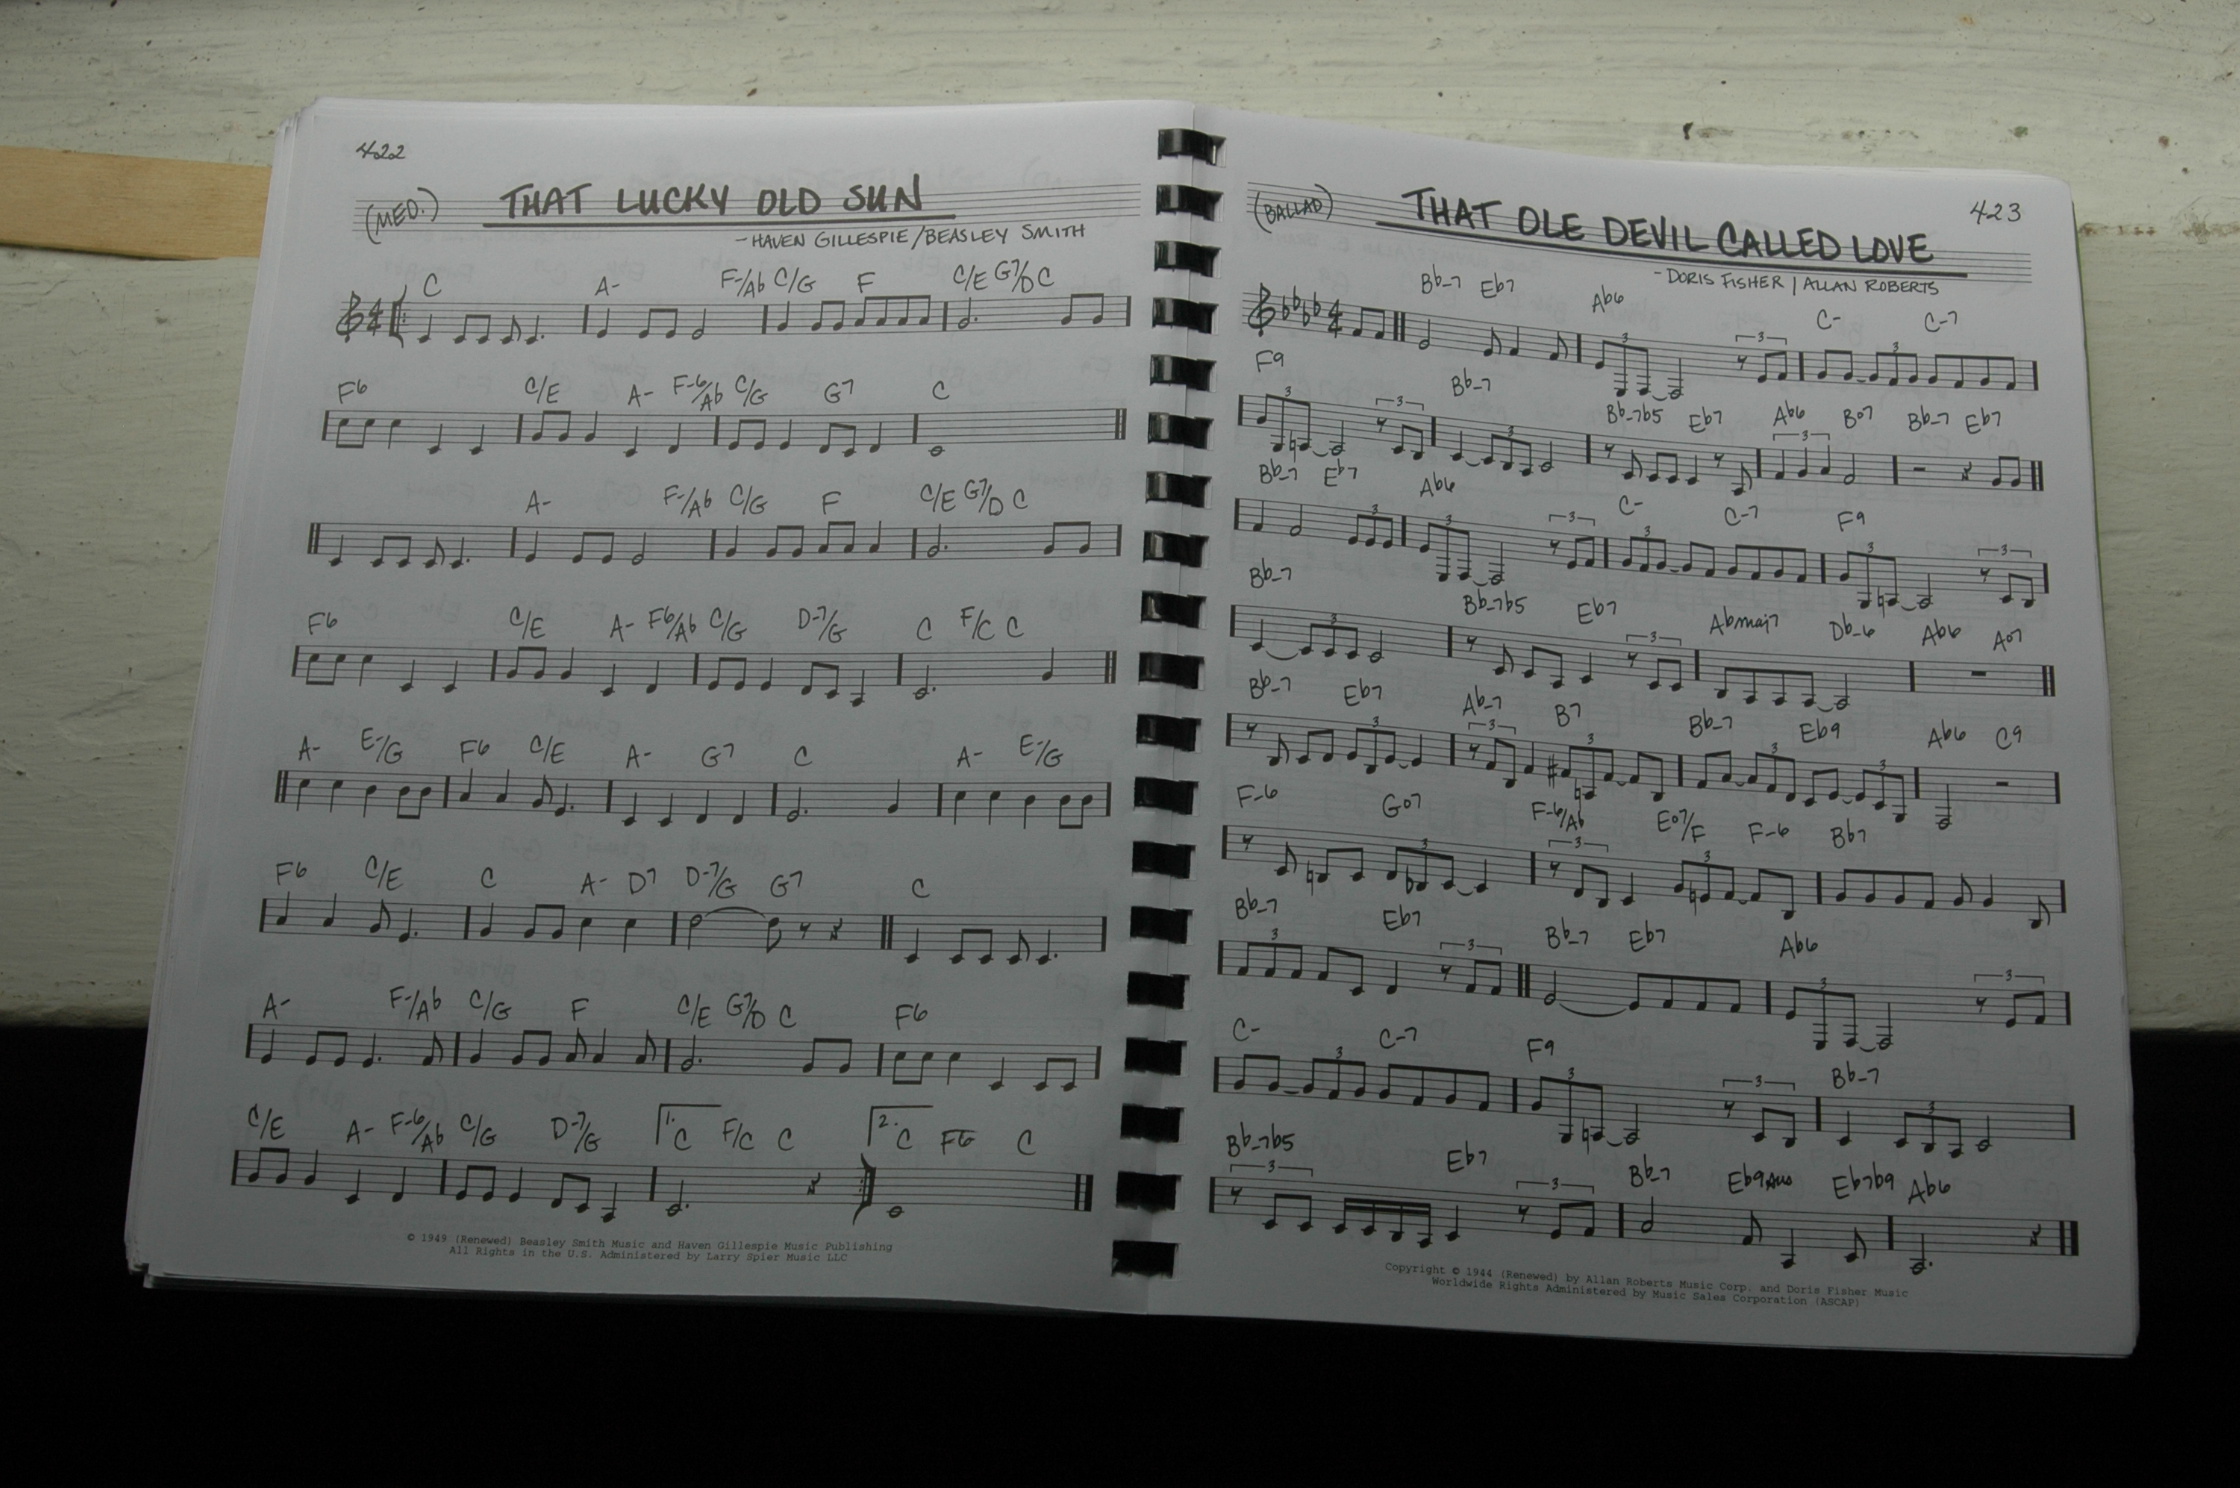 422
(MED.) THAT LUCKY OLD SUN
- HAVEN GILLESPIE/BEASLEY SMITH
C A- F-/Ab C/G F C/E G7/D C
F6 C/E A- F-6/Ab C/G G7 C
A- F-/Ab C/G F C/E G7/D C
F6 C/E A- F6/Ab C/G D-7/G C F/C C
A- E-/G F6 C/E A- G7 C A- E-/G
F6 C/E C A- D7 D-7/G G7 C
A- F-/Ab C/G F C/E G7/D C F6
C/E A- F-6/Ab C/G D-7/G 1. C F/C C 2. C F6 C
© 1949 (Renewed) Beasley Smith Music and Haven Gillespie Music Publishing
All Rights in the U.S. Administered by Larry Spier Music LLC
423
(BALLAD) THAT OLE DEVIL CALLED LOVE
- DORIS FISHER / ALLAN ROBERTS
Bb-7 Eb7 Ab6 C- C-7
F9 Bb-7 Bb-7b5 Eb7 Ab6 Bo7 Bb-7 Eb7
Bb-7 Eb7 Ab6 C- C-7 F9
Bb-7 Bb-7b5 Eb7 Abmaj7 Db-6 Ab6 Ao7
Bb-7 Eb7 Ab-7 B7 Bb-7 Eb9 Ab6 C9
F-6 Go7 F-6/Ab Eo7/F F-6 Bb7
Bb-7 Eb7 Bb-7 Eb7 Ab6
C- C-7 F9 Bb-7
Bb-7b5 Eb7 Bb-7 Eb9sus Eb7b9 Ab6
Copyright © 1944 (Renewed) by Allan Roberts Music Corp. and Doris Fisher Music
Worldwide Rights Administered by Music Sales Corporation (ASCAP)